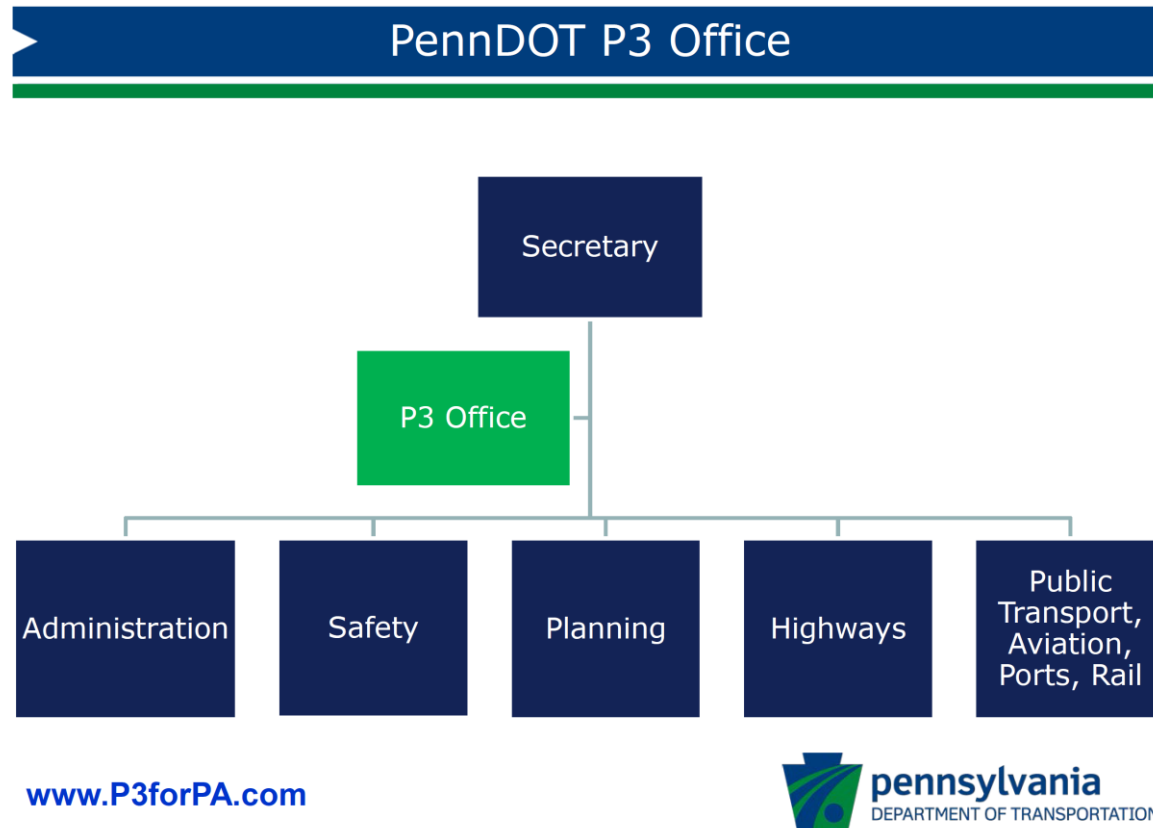 PennDOT P3 Office
Secretary
P3 Office
Administration
Safety
Planning
Highways
Public
Transport,
Aviation,
Ports, Rail
www.P3forPA.com
pennsylvania
DEPARTMENT OF TRANSPORTATION